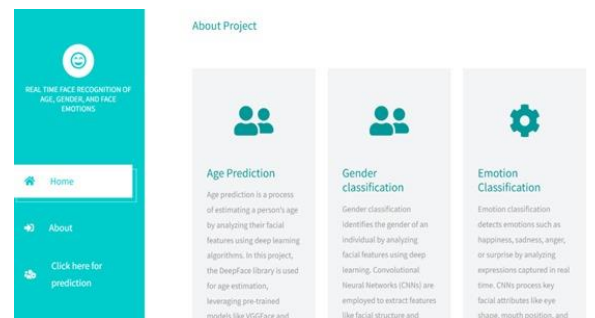 About Project
REAL TIME FACE RECOGNITION OF
AGE, GENDER, AND FACE
EMOTIONS
Home
About
Click here for
prediction
Age Prediction
Age prediction is a process
of estimating a person's age
by analyzing their facial
features using deep learning
algorithms. In this project,
the DeepFace library is used
for age estimation,
leveraging pre-trained
models like VGGFace and
Gender
classification
Gender classification
identifies the gender of an
individual by analyzing
facial features using deep
learning. Convolutional
Neural Networks (CNNs) are
employed to extract features
like facial structure and
Emotion
Classification
Emotion classification
detects emotions such as
happiness, sadness, anger,
or surprise by analyzing
expressions captured in real
time. CNNs process key
facial attributes like eye
shape, mouth position, and